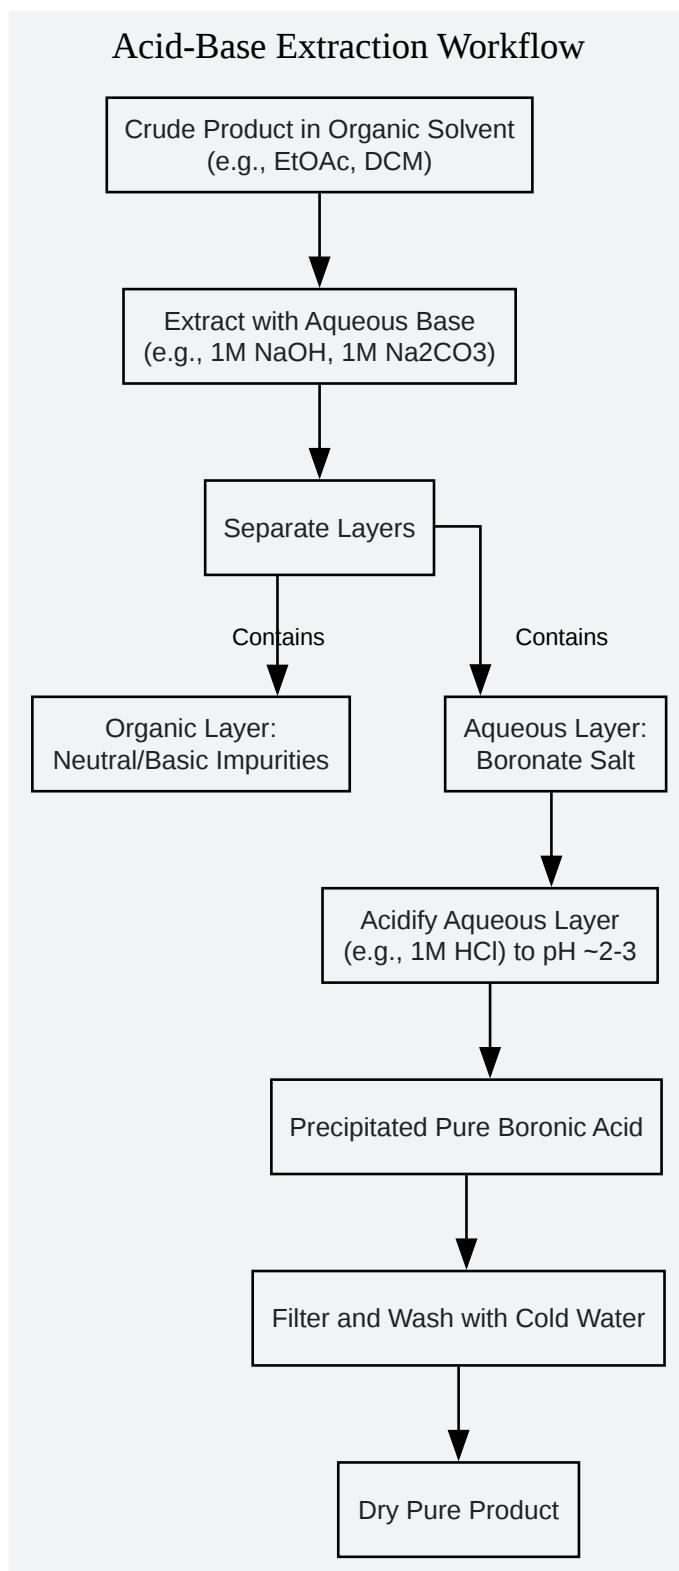 Acid-Base Extraction Workflow
Crude Product in Organic Solvent
(e.g., EtOAc, DCM)
Extract with Aqueous Base
(e.g., 1M NaOH, 1M Na2CO3)
Separate Layers
Contains
Contains
Organic Layer:
Neutral/Basic Impurities
Aqueous Layer:
Boronate Salt
Acidify Aqueous Layer
(e.g., 1M HCl) to pH ~2-3
Precipitated Pure Boronic Acid
Filter and Wash with Cold Water
Dry Pure Product